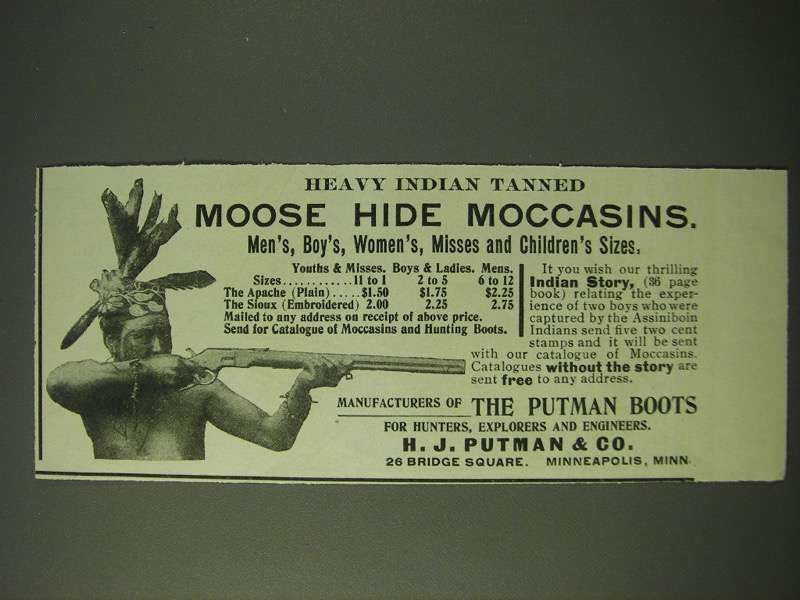 HEAVY INDIAN TANNED
MOOSE HIDE MOCCASINS.
Men's, Boy's, Women's, Misses and Children's Sizes,
Youths & Misses. Boys & Ladies. Mens.
Sizes............11 to 1 2 to 5 6 to 12
The Apache (Plain).....$1.50 $1.75 $2.25
The Sioux (Embroidered) 2.00 2.25 2.75
Mailed to any address on receipt of above price.
Send for Catalogue of Moccasins and Hunting Boots.
It you wish our thrilling
Indian Story, (36 page
book) relating the exper-
ience of two boys who were
captured by the Assiniboin
Indians send five two cent
stamps and it will be sent
with our catalogue of Moccasins.
Catalogues without the story are
sent free to any address.
MANUFACTURERS OF THE PUTMAN BOOTS
FOR HUNTERS, EXPLORERS AND ENGINEERS.
H. J. PUTMAN & CO.
26 BRIDGE SQUARE. MINNEAPOLIS, MINN.